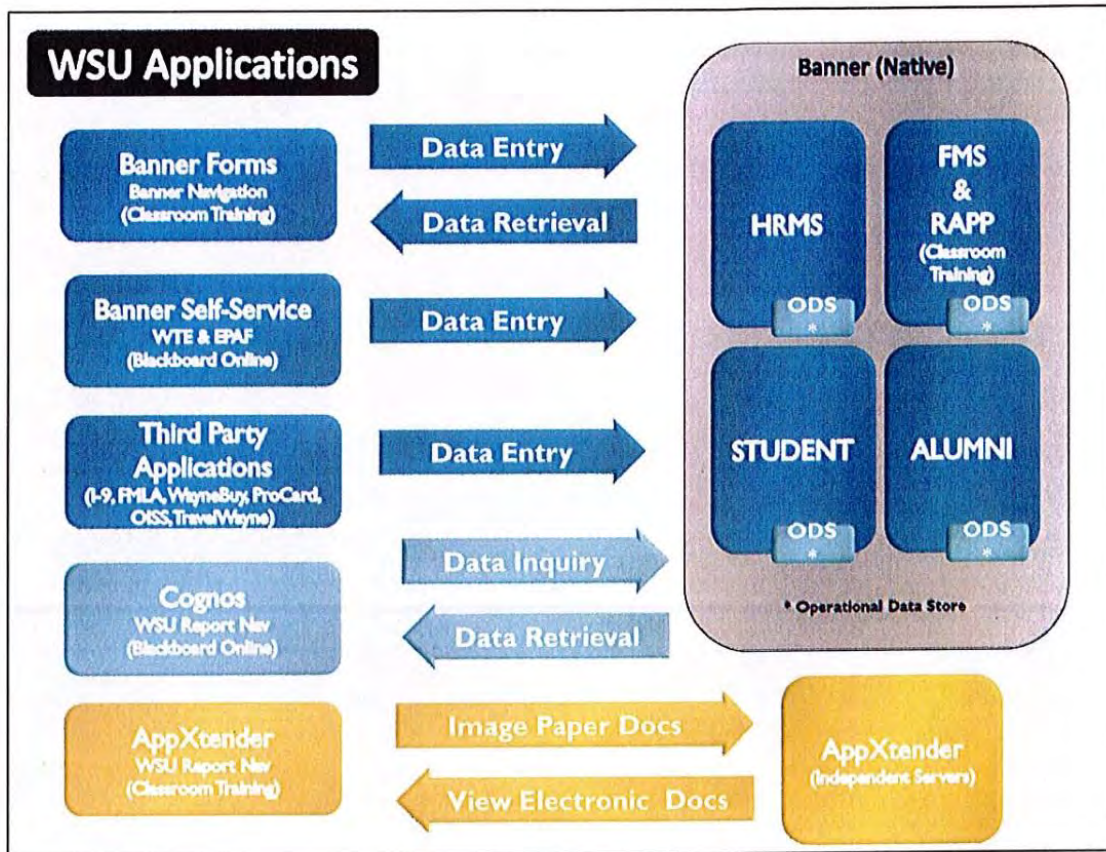 WSU Applications
Banner Forms
Banner Navigation
(Classroom Training)
Data Entry
Data Retrieval
Banner Self-Service
WTE & EPAF
(Blackboard Online)
Data Entry
Third Party
Applications
(I-9, FMLA, WayneBuy, ProCard,
OISS, TravelWayne)
Data Entry
Cognos
WSU Report Nav
(Blackboard Online)
Data Inquiry
Data Retrieval
AppXtender
WSU Report Nav
(Classroom Training)
Image Paper Docs
View Electronic Docs
Banner (Native)
HRMS
ODS
*
FMS
&
RAPP
(Classroom
Training)
ODS
*
STUDENT
ODS
*
ALUMNI
ODS
*
* Operational Data Store
AppXtender
(Independent Servers)